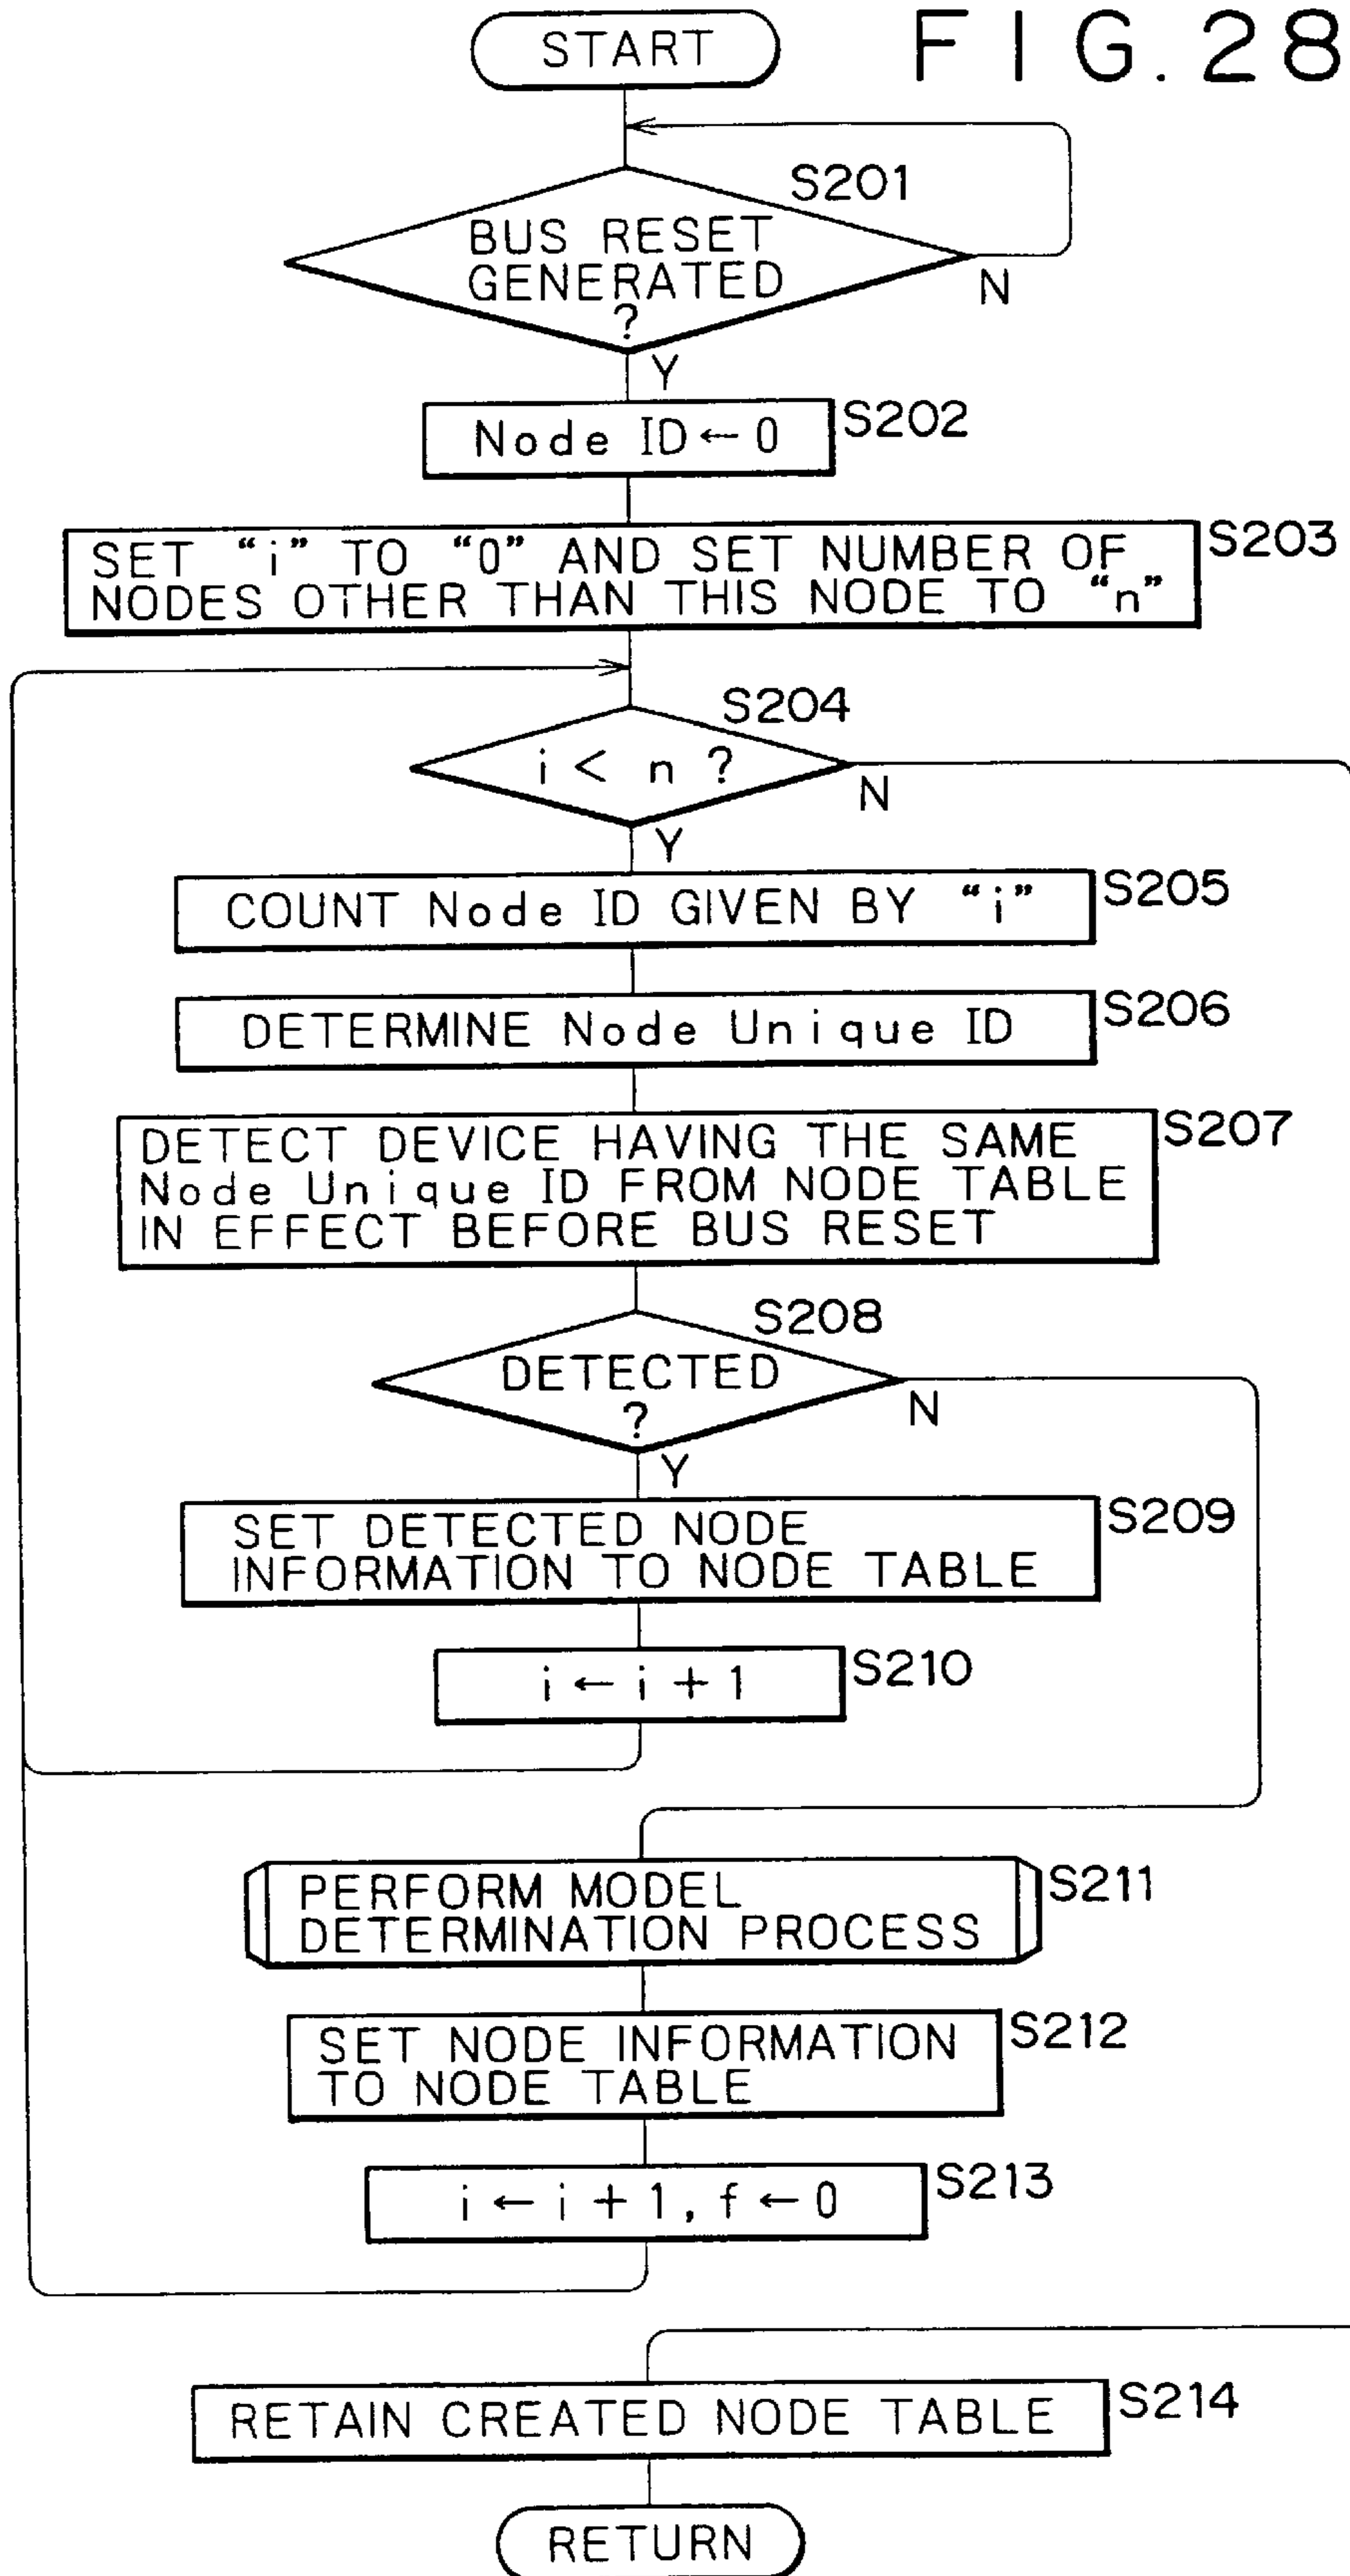 FIG. 28
START
S201
BUS RESET
GENERATED
?
N
Y
Node ID ← 0
S202
SET “i” TO “0” AND SET NUMBER OF
NODES OTHER THAN THIS NODE TO “n”
S203
S204
i < n ?
N
Y
COUNT Node ID GIVEN BY “i”
S205
DETERMINE Node Unique ID
S206
DETECT DEVICE HAVING THE SAME
Node Unique ID FROM NODE TABLE
IN EFFECT BEFORE BUS RESET
S207
S208
DETECTED
?
N
Y
SET DETECTED NODE
INFORMATION TO NODE TABLE
S209
i ← i + 1
S210
PERFORM MODEL
DETERMINATION PROCESS
S211
SET NODE INFORMATION
TO NODE TABLE
S212
i ← i + 1, f ← 0
S213
RETAIN CREATED NODE TABLE
S214
RETURN